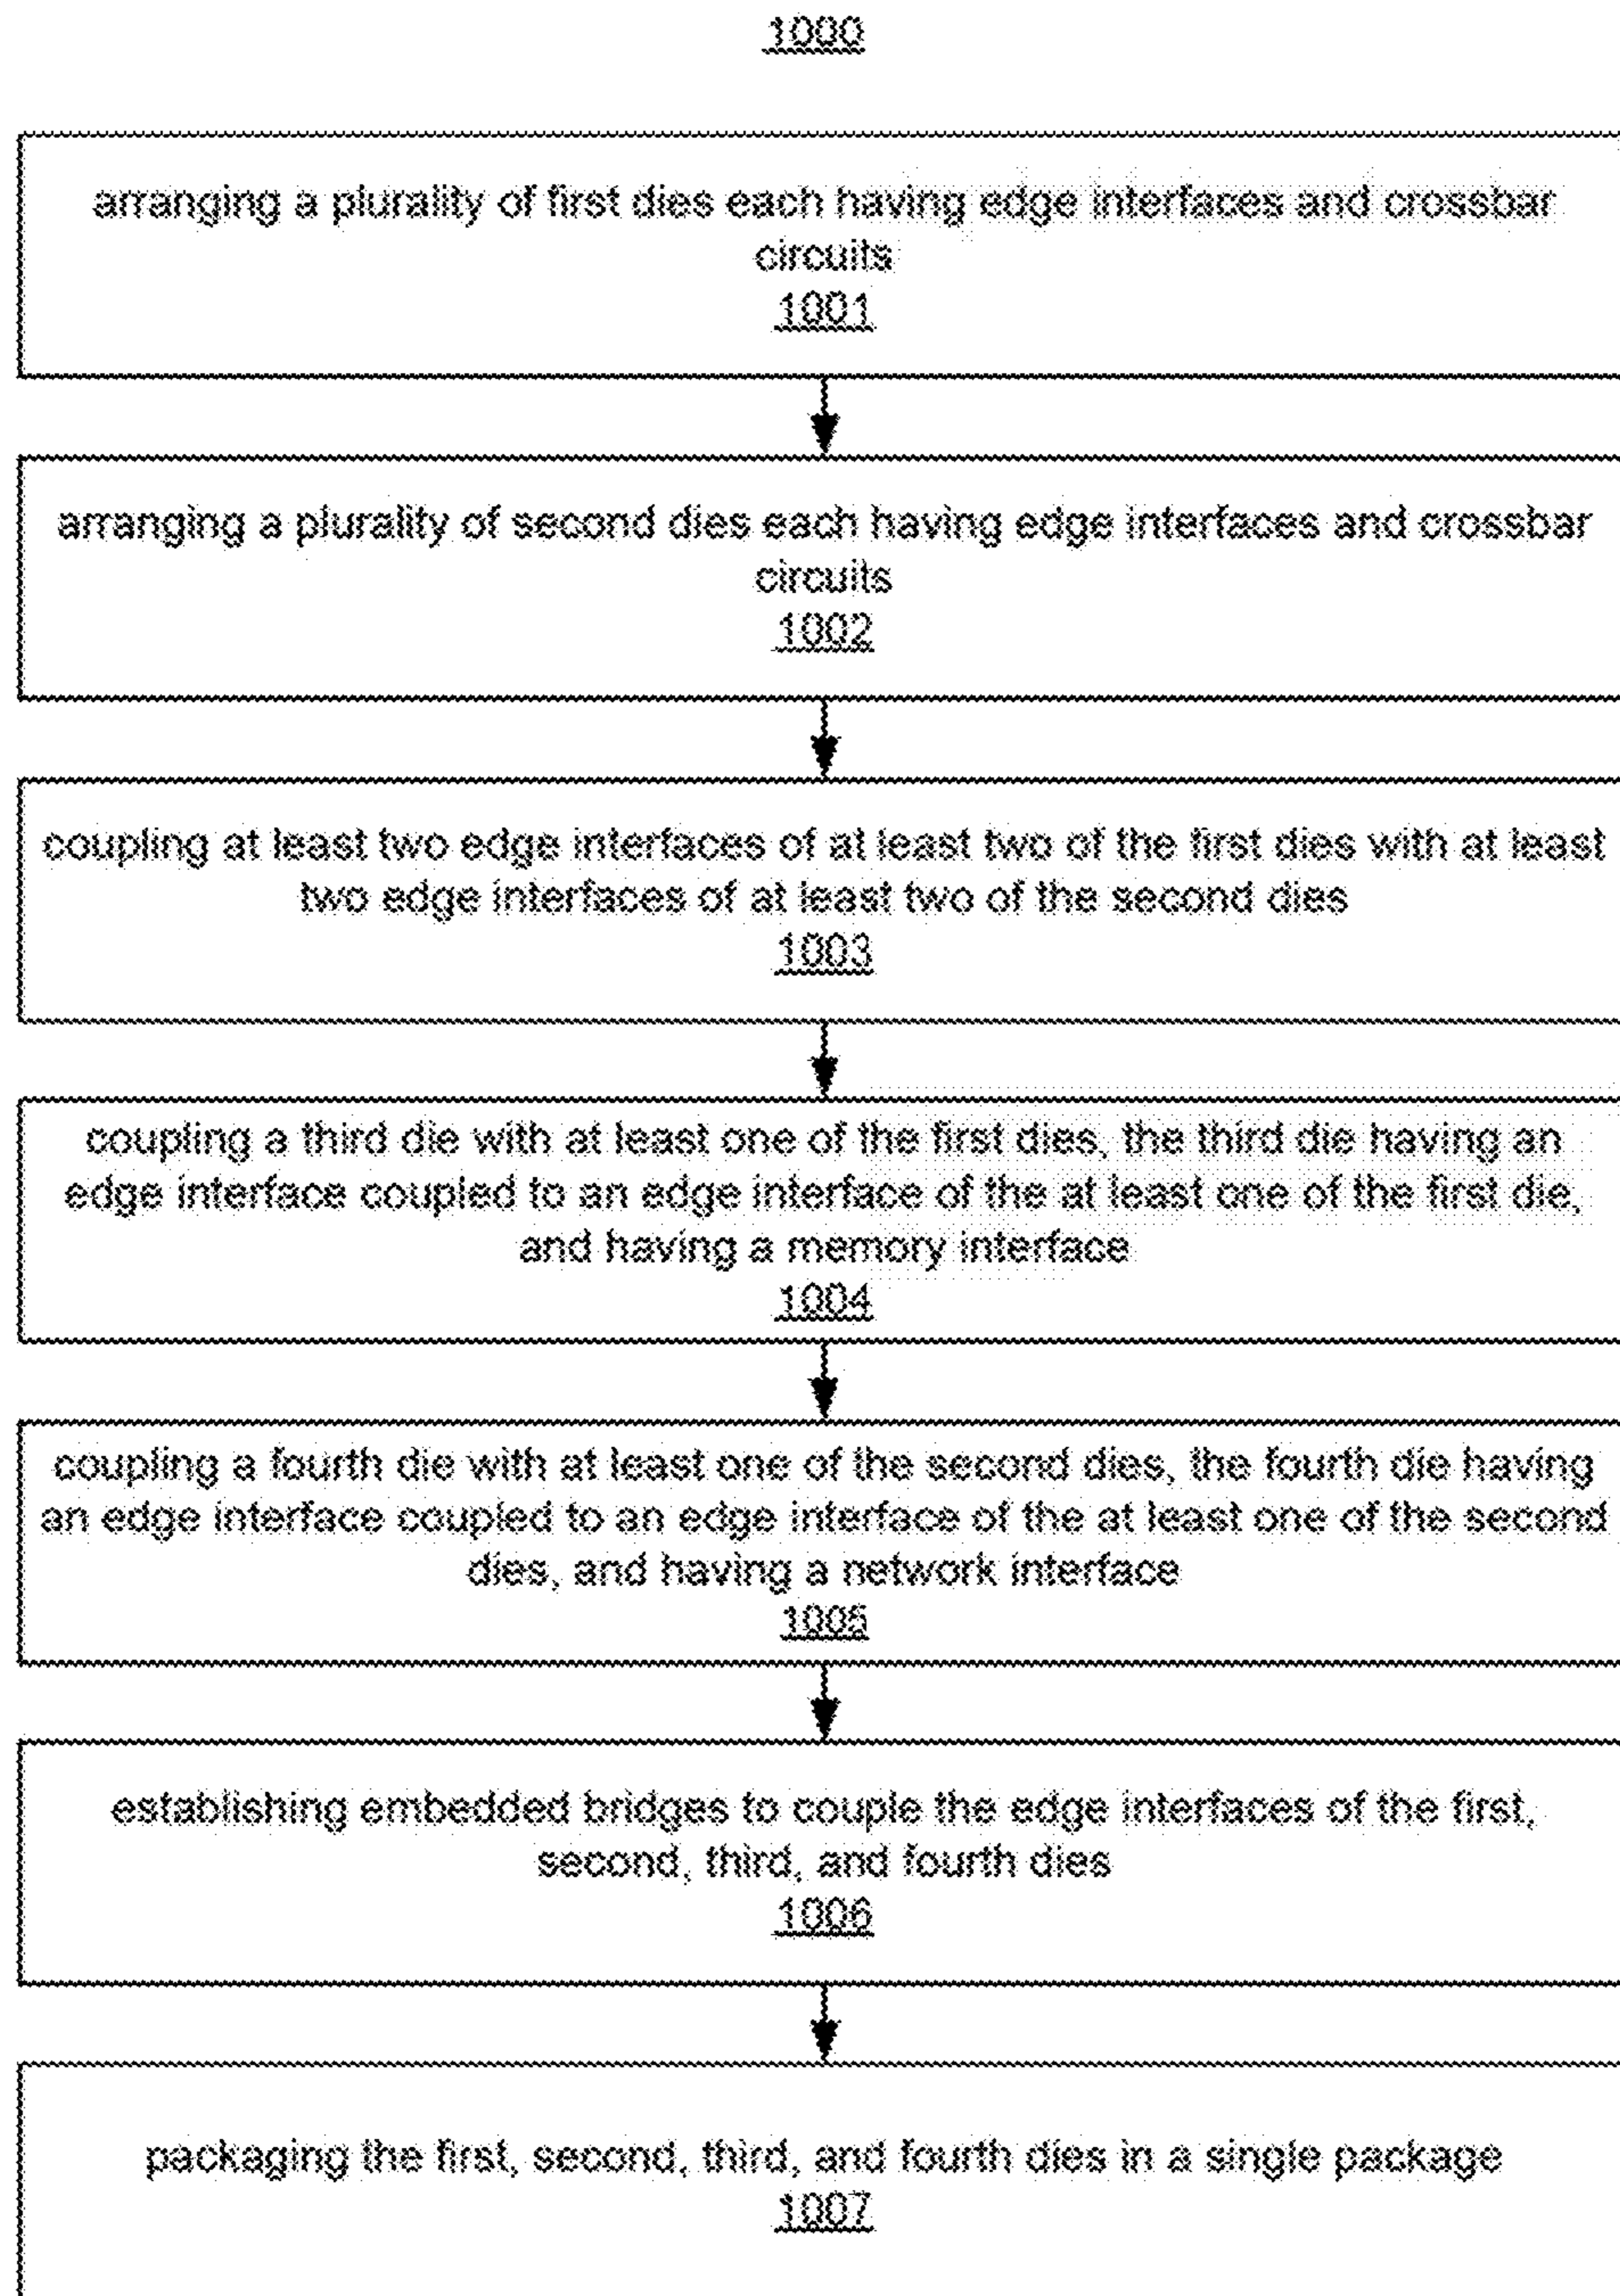 1000
arranging a plurality of first dies each having edge interfaces and crossbar
circuits
1001
arranging a plurality of second dies each having edge interfaces and crossbar
circuits
1002
coupling at least two edge interfaces of at least two of the first dies with at least
two edge interfaces of at least two of the second dies
1003
coupling a third die with at least one of the first dies, the third die having an
edge interface coupled to an edge interface of the at least one of the first die,
and having a memory interface
1004
coupling a fourth die with at least one of the second dies, the fourth die having
an edge interface coupled to an edge interface of the at least one of the second
dies, and having a network interface
1005
establishing embedded bridges to couple the edge interfaces of the first,
second, third, and fourth dies
1006
packaging the first, second, third, and fourth dies in a single package
1007